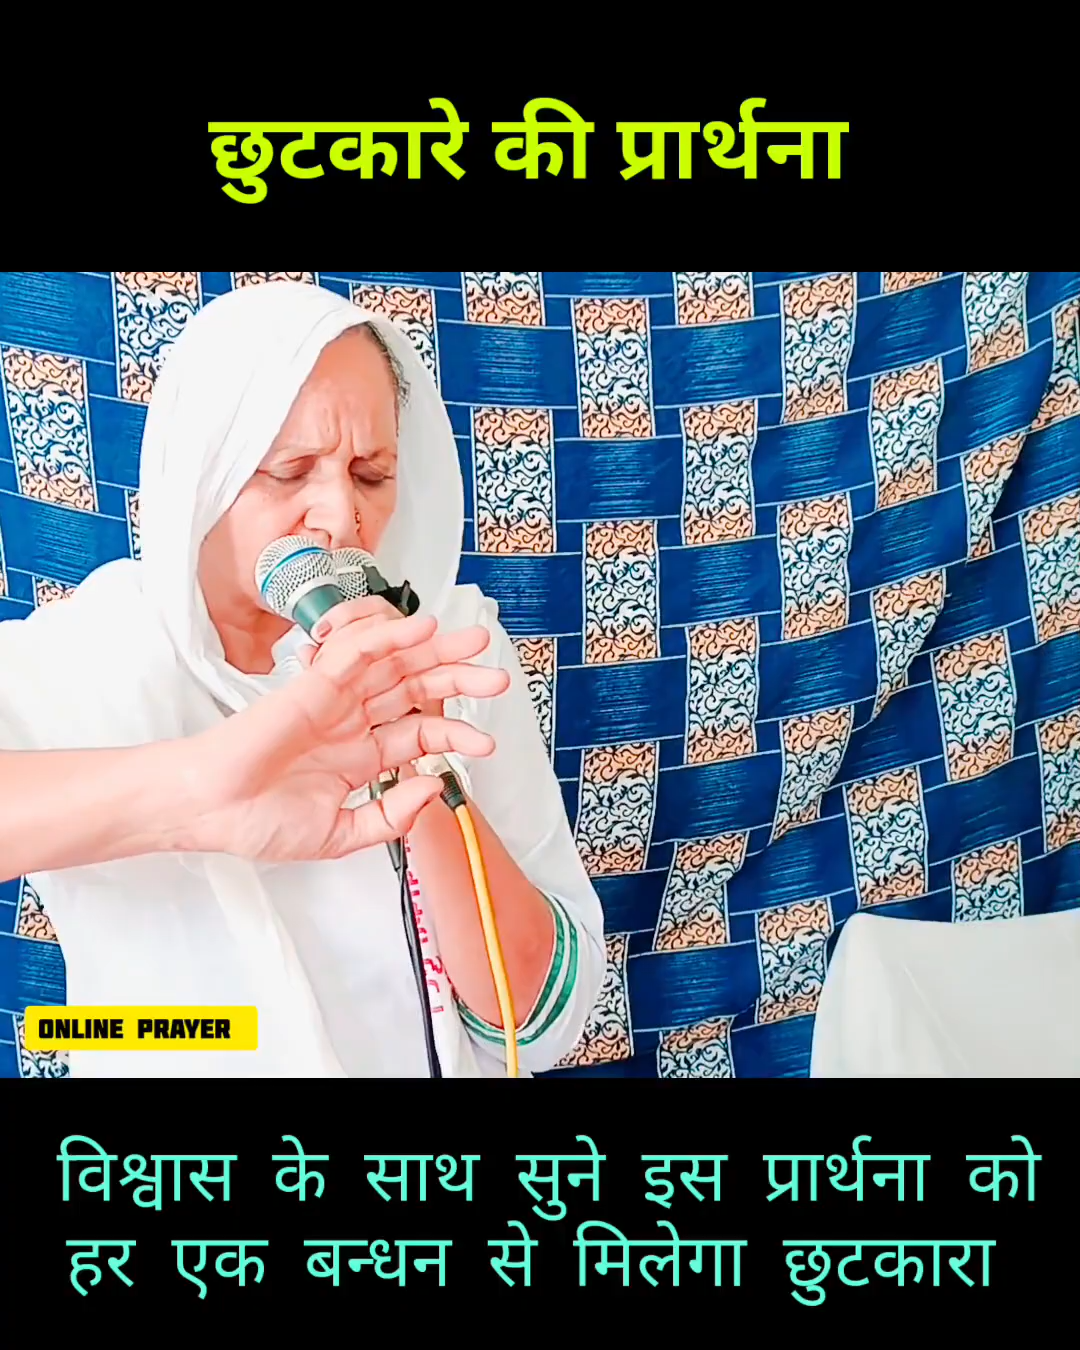 छुटकारे की प्रार्थना
ONLINE PRAYER
विश्वास के साथ सुने इस प्रार्थना को
हर एक बन्धन से मिलेगा छुटकारा